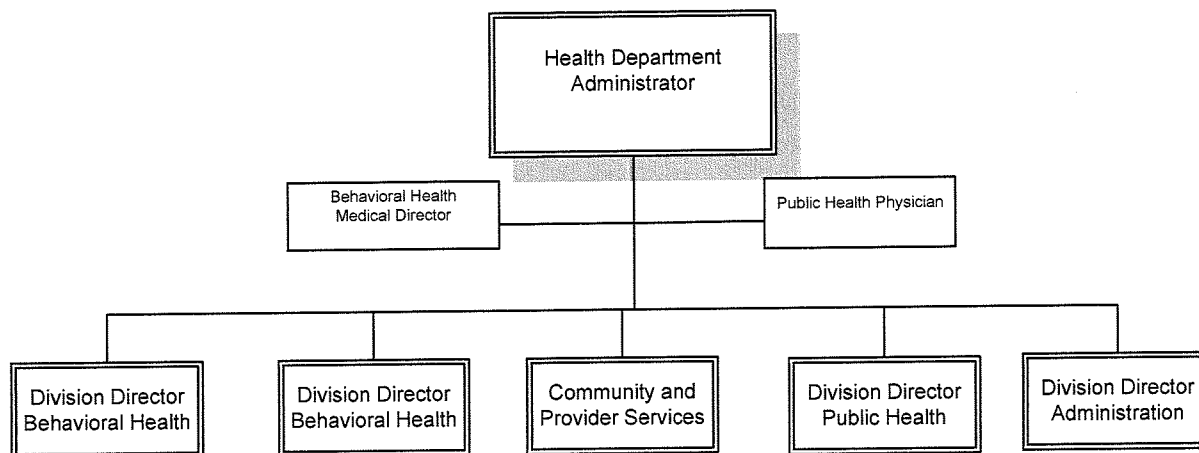 Health Department
Administrator
Behavioral Health
Medical Director
Public Health Physician
Division Director
Behavioral Health
Division Director
Behavioral Health
Community and
Provider Services
Division Director
Public Health
Division Director
Administration